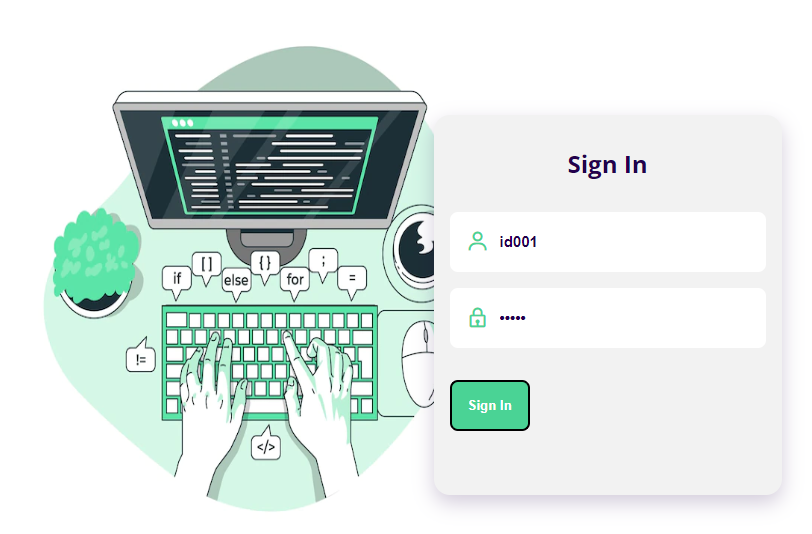 Sign In
id001
•••••
Sign In
if
[ ]
else
{ }
for
;
=
!=
</>